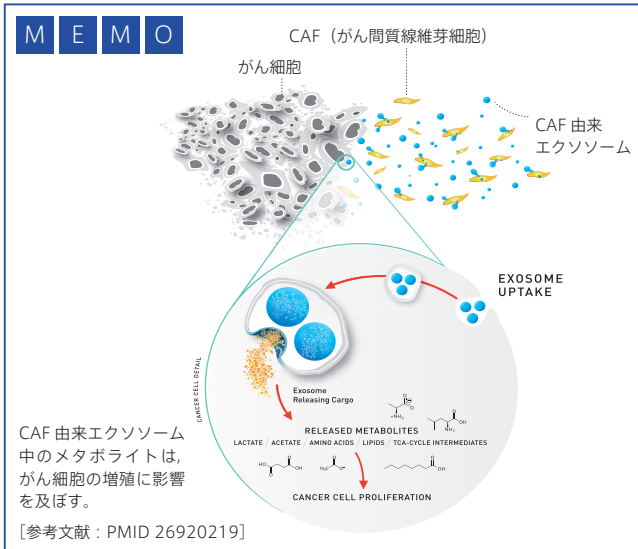 MEMO
CAF（がん間質線維芽細胞）
がん細胞
CAF 由来
エクソソーム
EXOSOME
UPTAKE
CANCER CELL DETAIL
Exosome
Releasing Cargo
RELEASED METABOLITES
LACTATE / ACETATE / AMINO ACIDS / LIPIDS / TCA-CYCLE INTERMEDIATES
CANCER CELL PROLIFERATION
CAF 由来エクソソーム
中のメタボライトは,
がん細胞の増殖に影響
を及ぼす。
［参考文献：PMID 26920219］